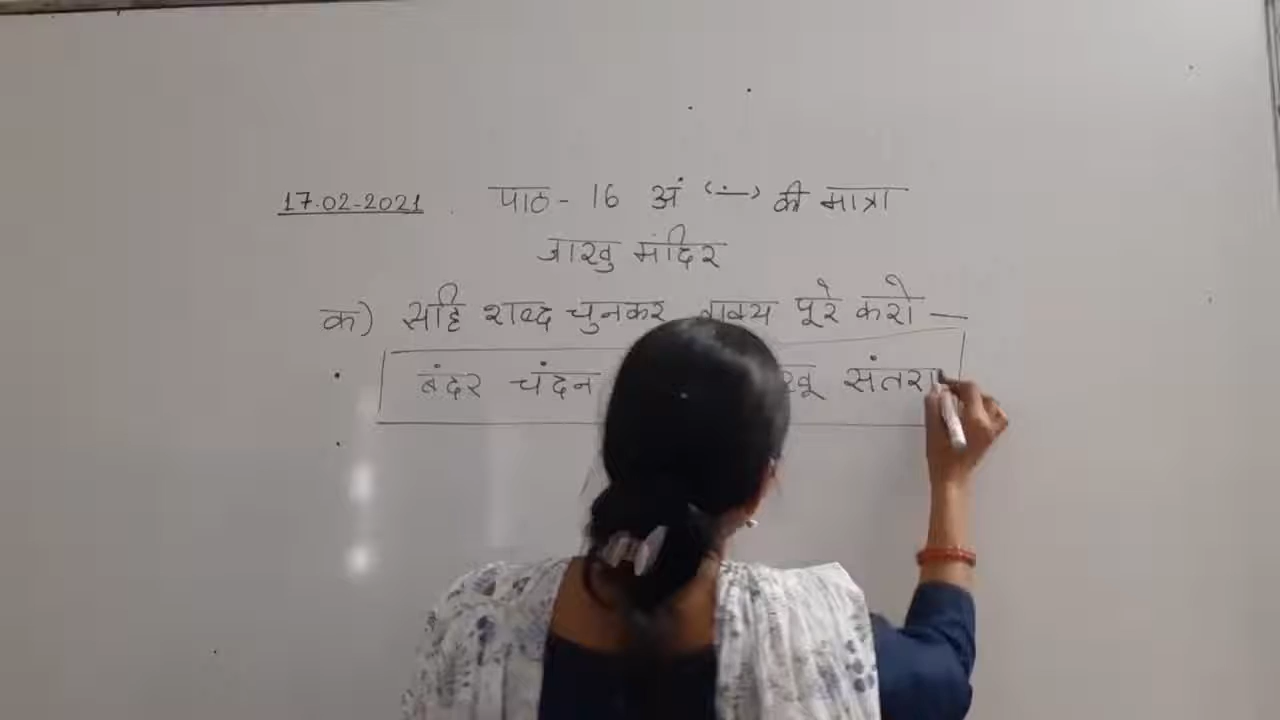 17.02-2021 पाठ - 16 अं (ं) की मात्रा
जाखु मंदिर
क) सहि शब्द चुनकर वाक्य पूरे करो —
बंदर चंदन संतरा